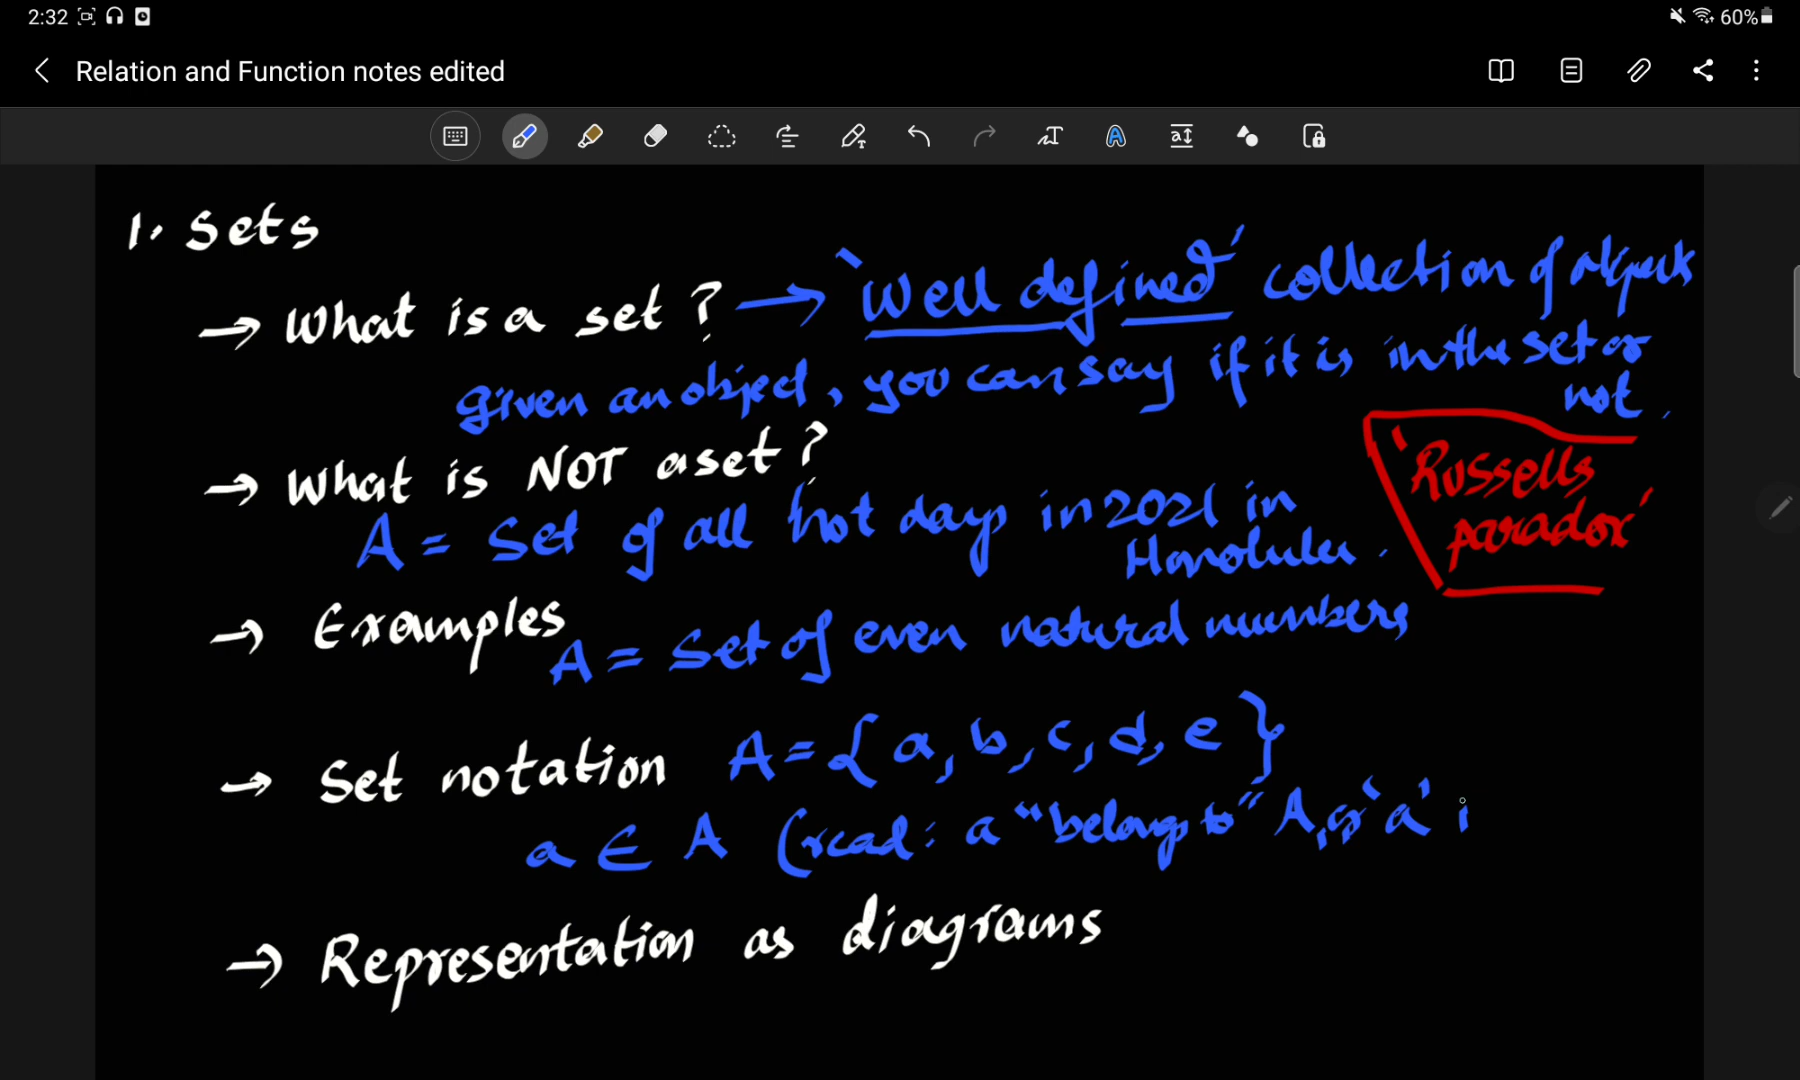 2:32
60%
Relation and Function notes edited
1. Sets
→ What is a set ? → 'Well defined' collection of objects
given an object, you can say if it is in the set or
not.
→ What is NOT a set ?
A = Set of all hot days in 2021 in
Honolulu.
'Russells
paradox'
→ Examples
A = Set of even natural numbers
→ Set notation A = { a, b, c, d, e }
a ∈ A (read: a "belongs to" A, or 'a' i
→ Representation as diagrams